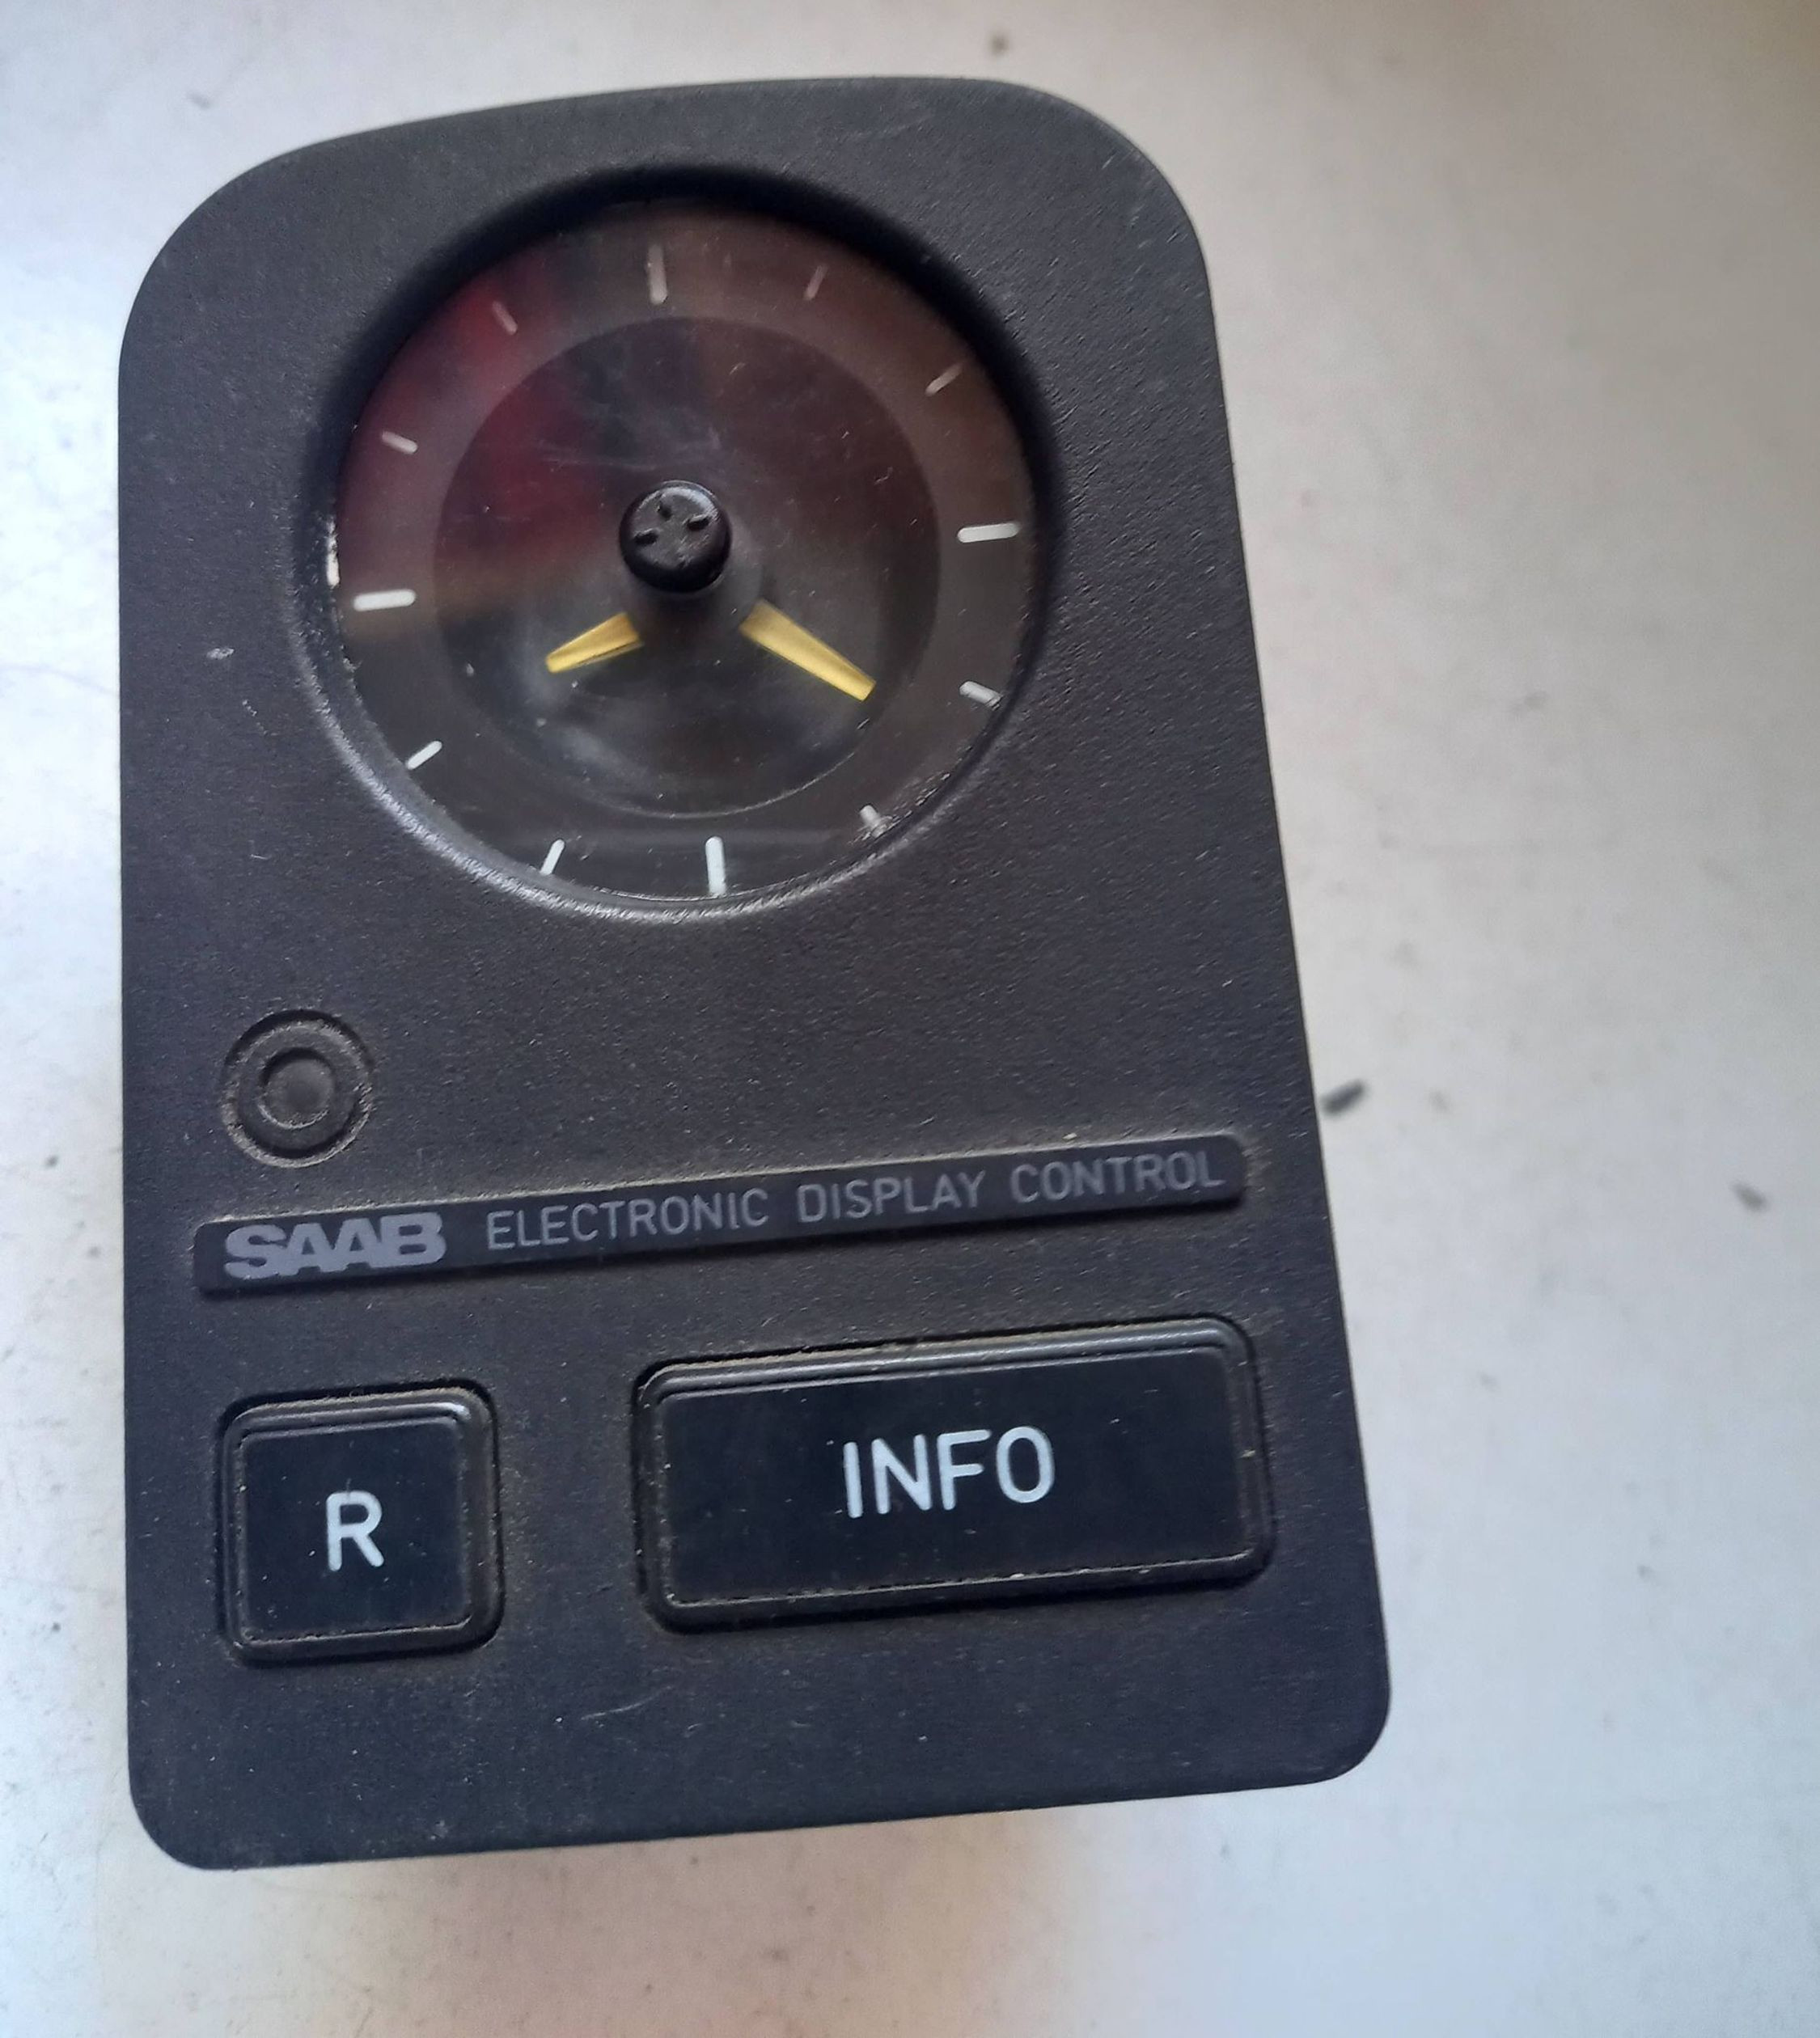 SAAB ELECTRONIC DISPLAY CONTROL
R INFO